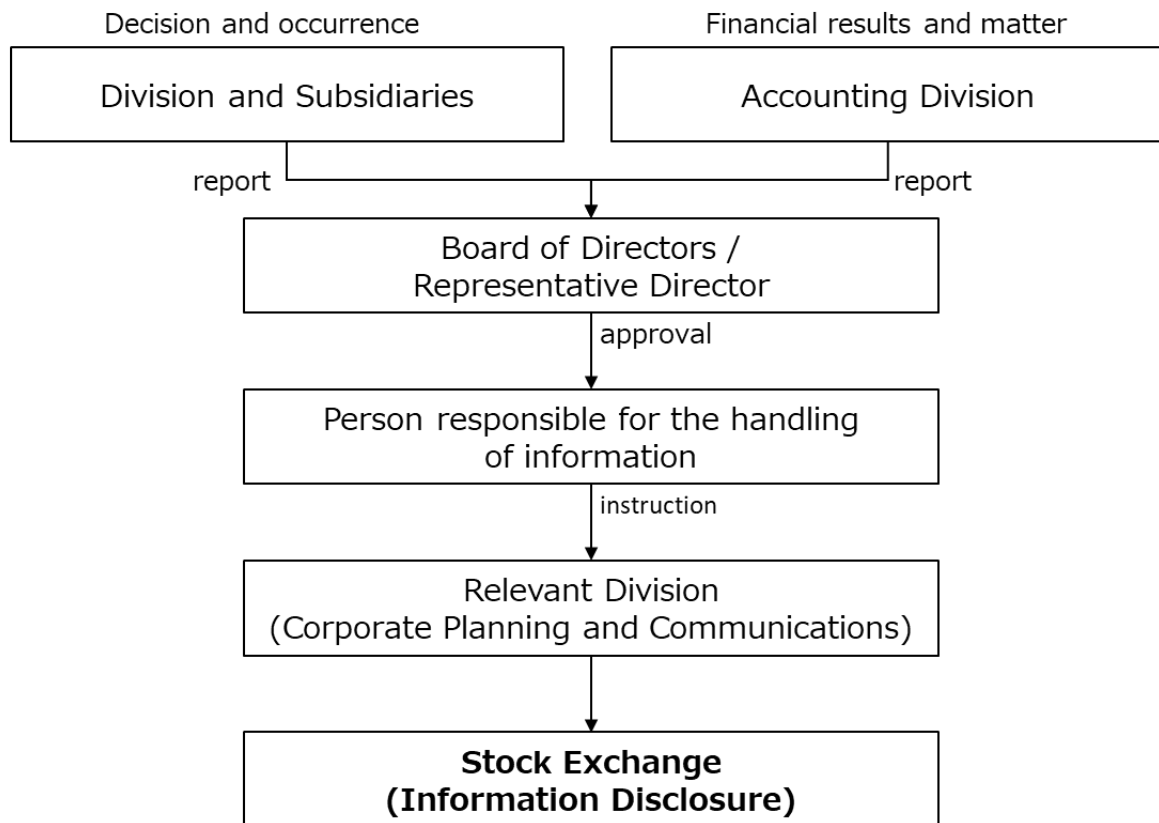 Decision and occurrence
Financial results and matter
Division and Subsidiaries
Accounting Division
report
report
Board of Directors /
Representative Director
approval
Person responsible for the handling
of information
instruction
Relevant Division
(Corporate Planning and Communications)
Stock Exchange
(Information Disclosure)